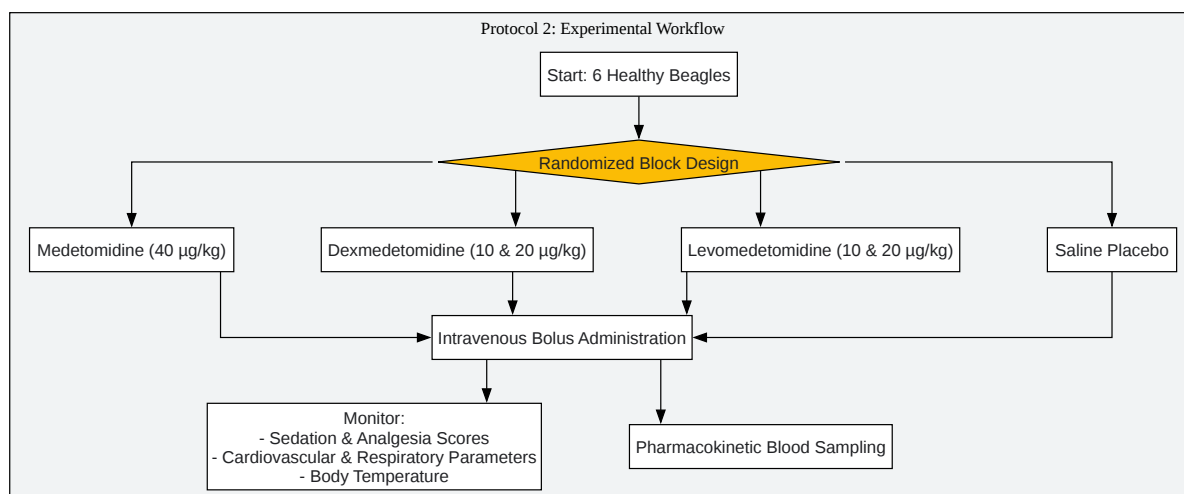 Protocol 2: Experimental Workflow
Start: 6 Healthy Beagles
Randomized Block Design
Medetomidine (40 µg/kg)
Dexmedetomidine (10 & 20 µg/kg)
Levomedetomidine (10 & 20 µg/kg)
Saline Placebo
Intravenous Bolus Administration
Monitor:
- Sedation & Analgesia Scores
- Cardiovascular & Respiratory Parameters
- Body Temperature
Pharmacokinetic Blood Sampling